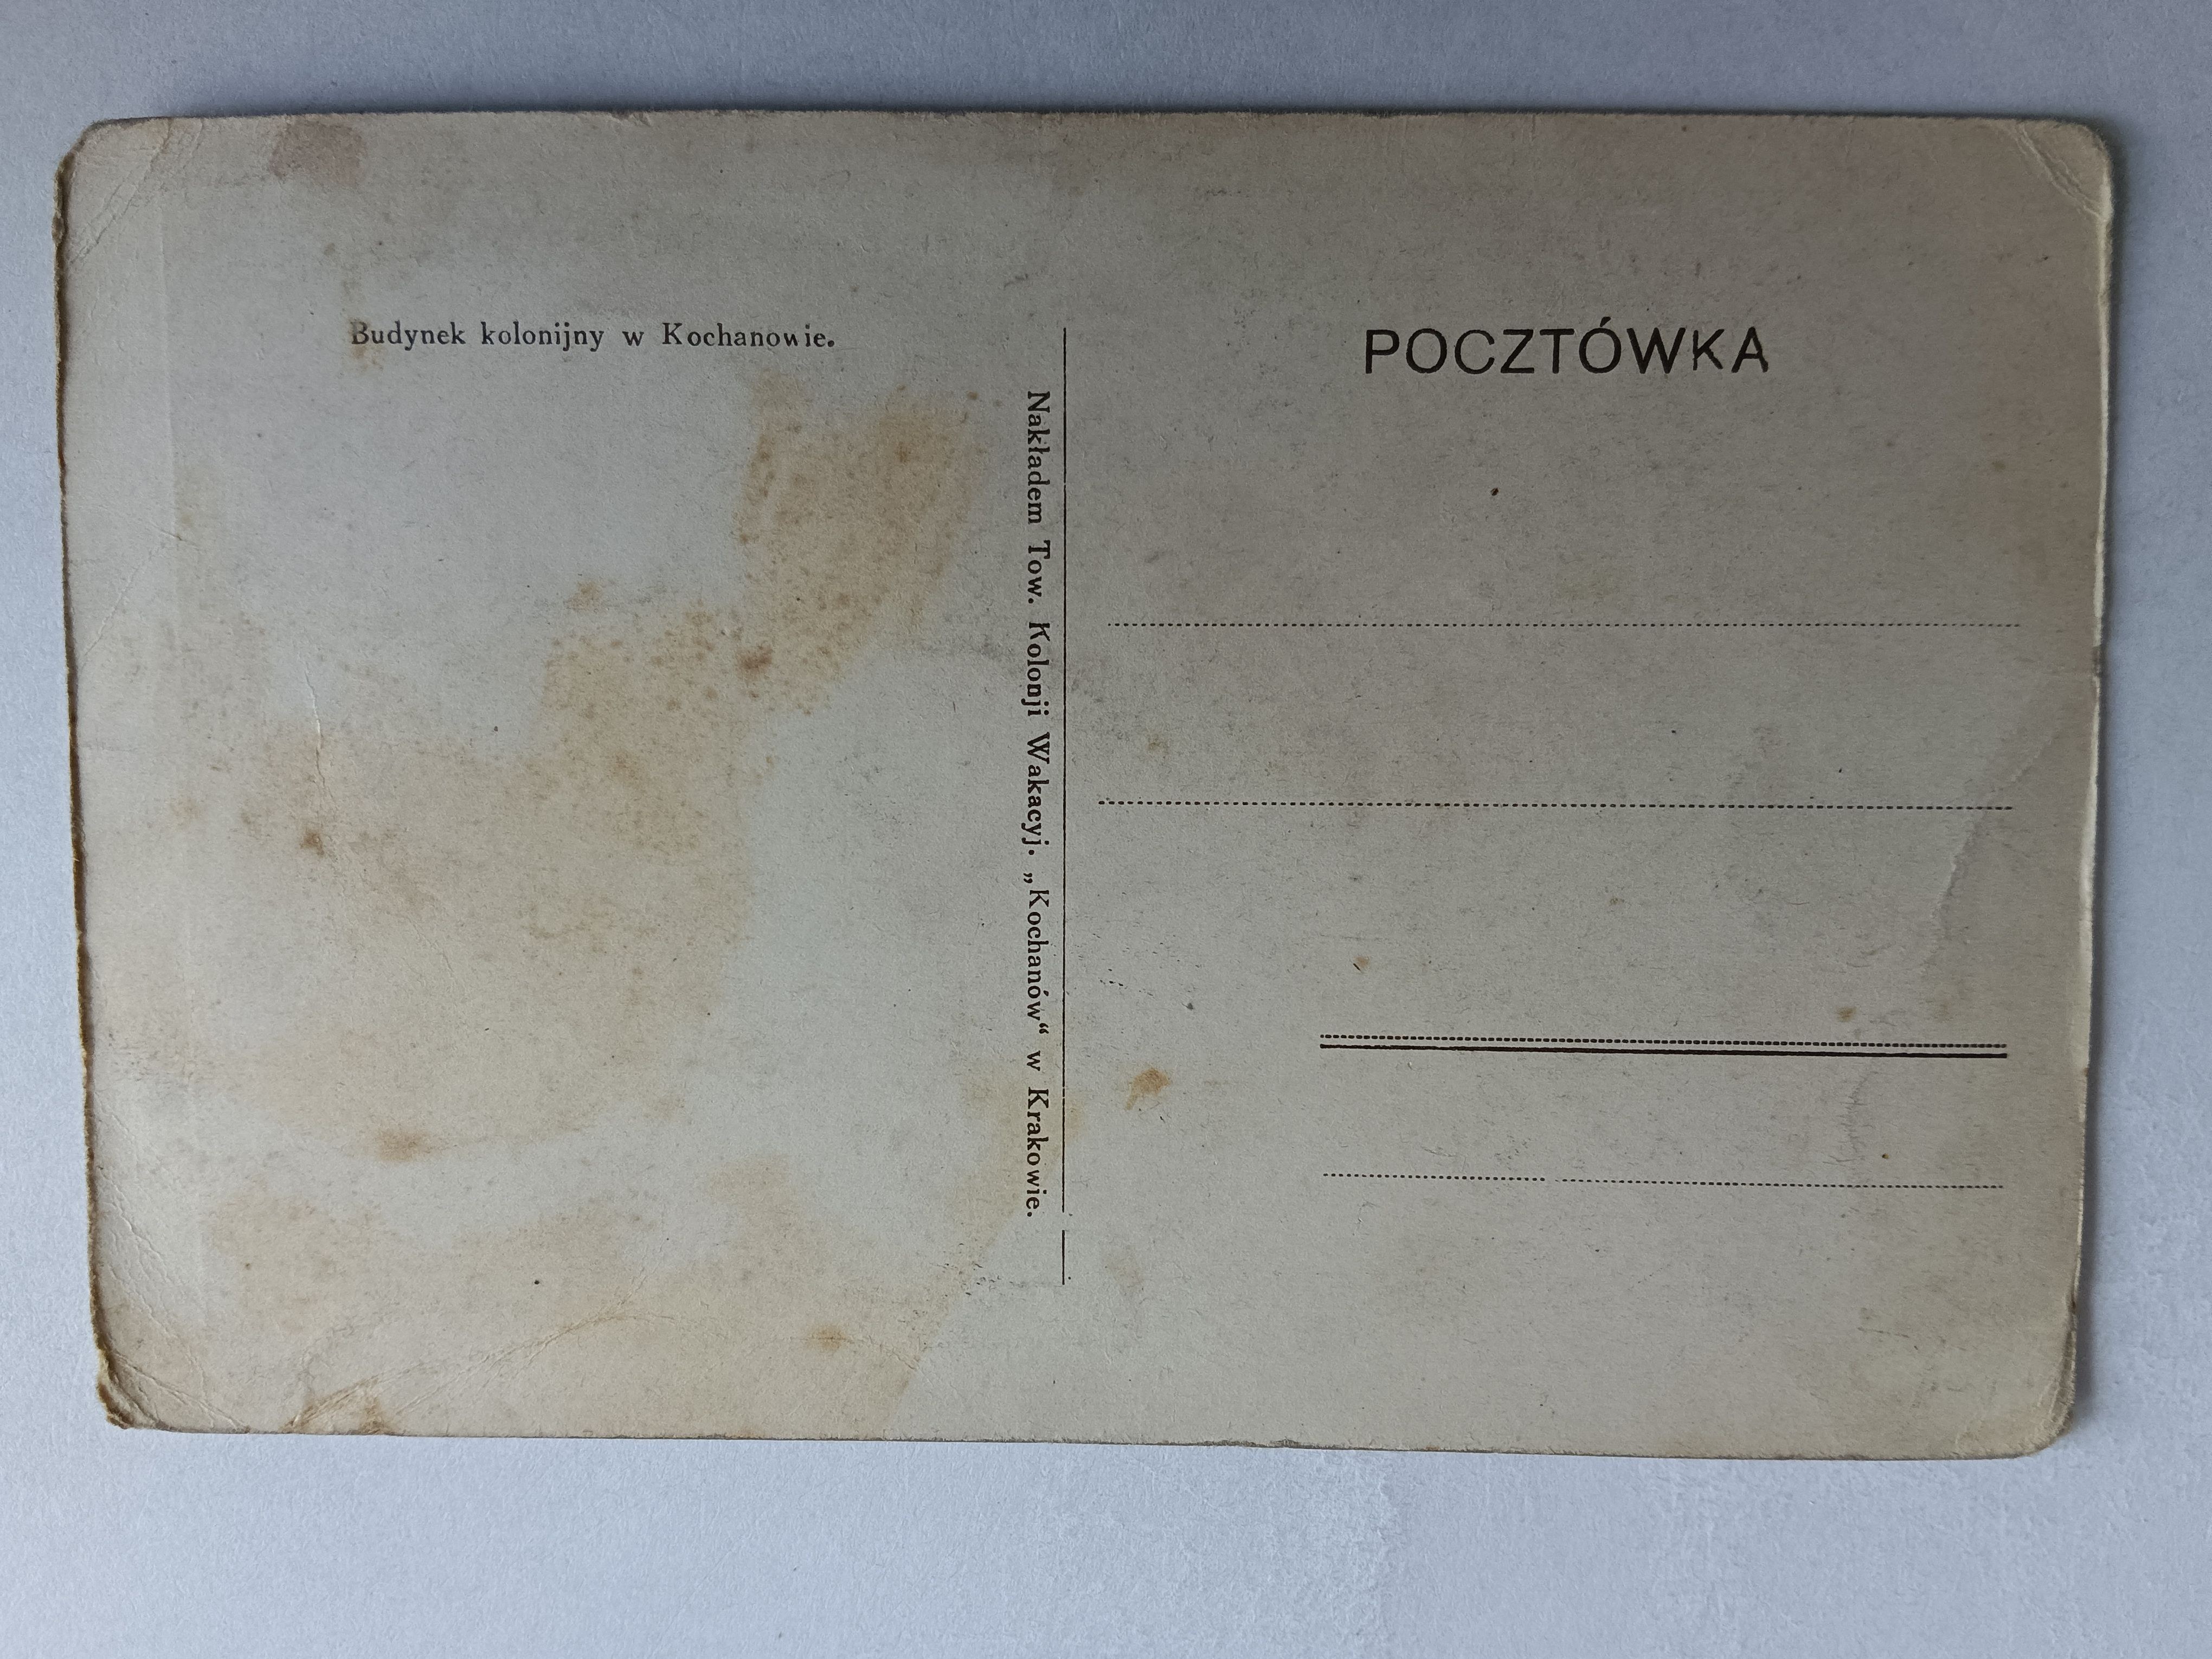 Budynek kolonijny w Kochanowie.
Nakładem Tow. Kolonji Wakacyj. „Kochanów“ w Krakowie.
POCZTÓWKA